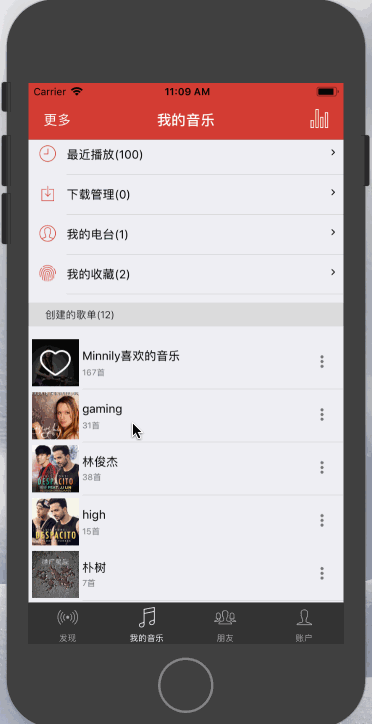 Carrier 11:09 AM
更多 我的音乐
最近播放(100)
下载管理(0)
我的电台(1)
我的收藏(2)
创建的歌单(12)
Minnily喜欢的音乐
167首
gaming
31首
林俊杰
38首
DESPACITO
high
15首
DESPACITO
朴树
7首
发现 我的音乐 朋友 账户